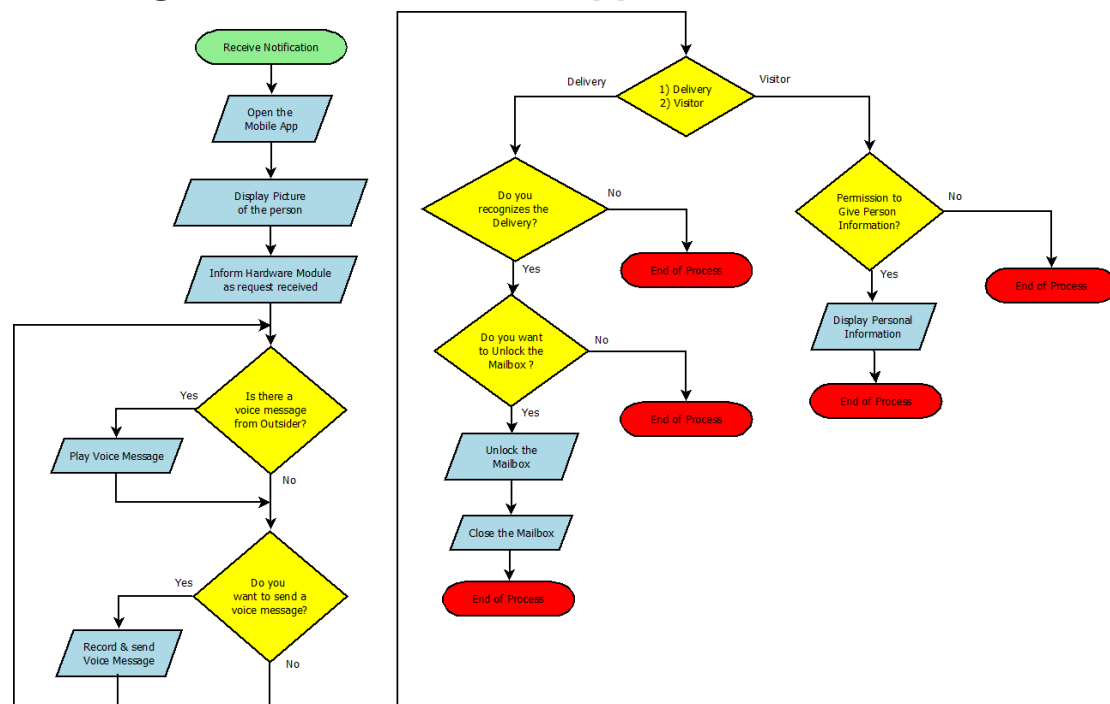 Receive Notification
Open the
Mobile App
Display Picture
of the person
Inform Hardware Module
as request received
Is there a
voice message
from Outsider?
Yes
Play Voice Message
No
Do you
want to send a
voice message?
Yes
Record & send
Voice Message
No
1) Delivery
2) Visitor
Delivery
Visitor
Do you
recognizes the
Delivery?
No
End of Process
Yes
Do you want
to Unlock the
Mailbox ?
No
End of Process
Yes
Unlock the
Mailbox
Close the Mailbox
End of Process
Permission to
Give Person
Information?
No
End of Process
Yes
Display Personal
Information
End of Process